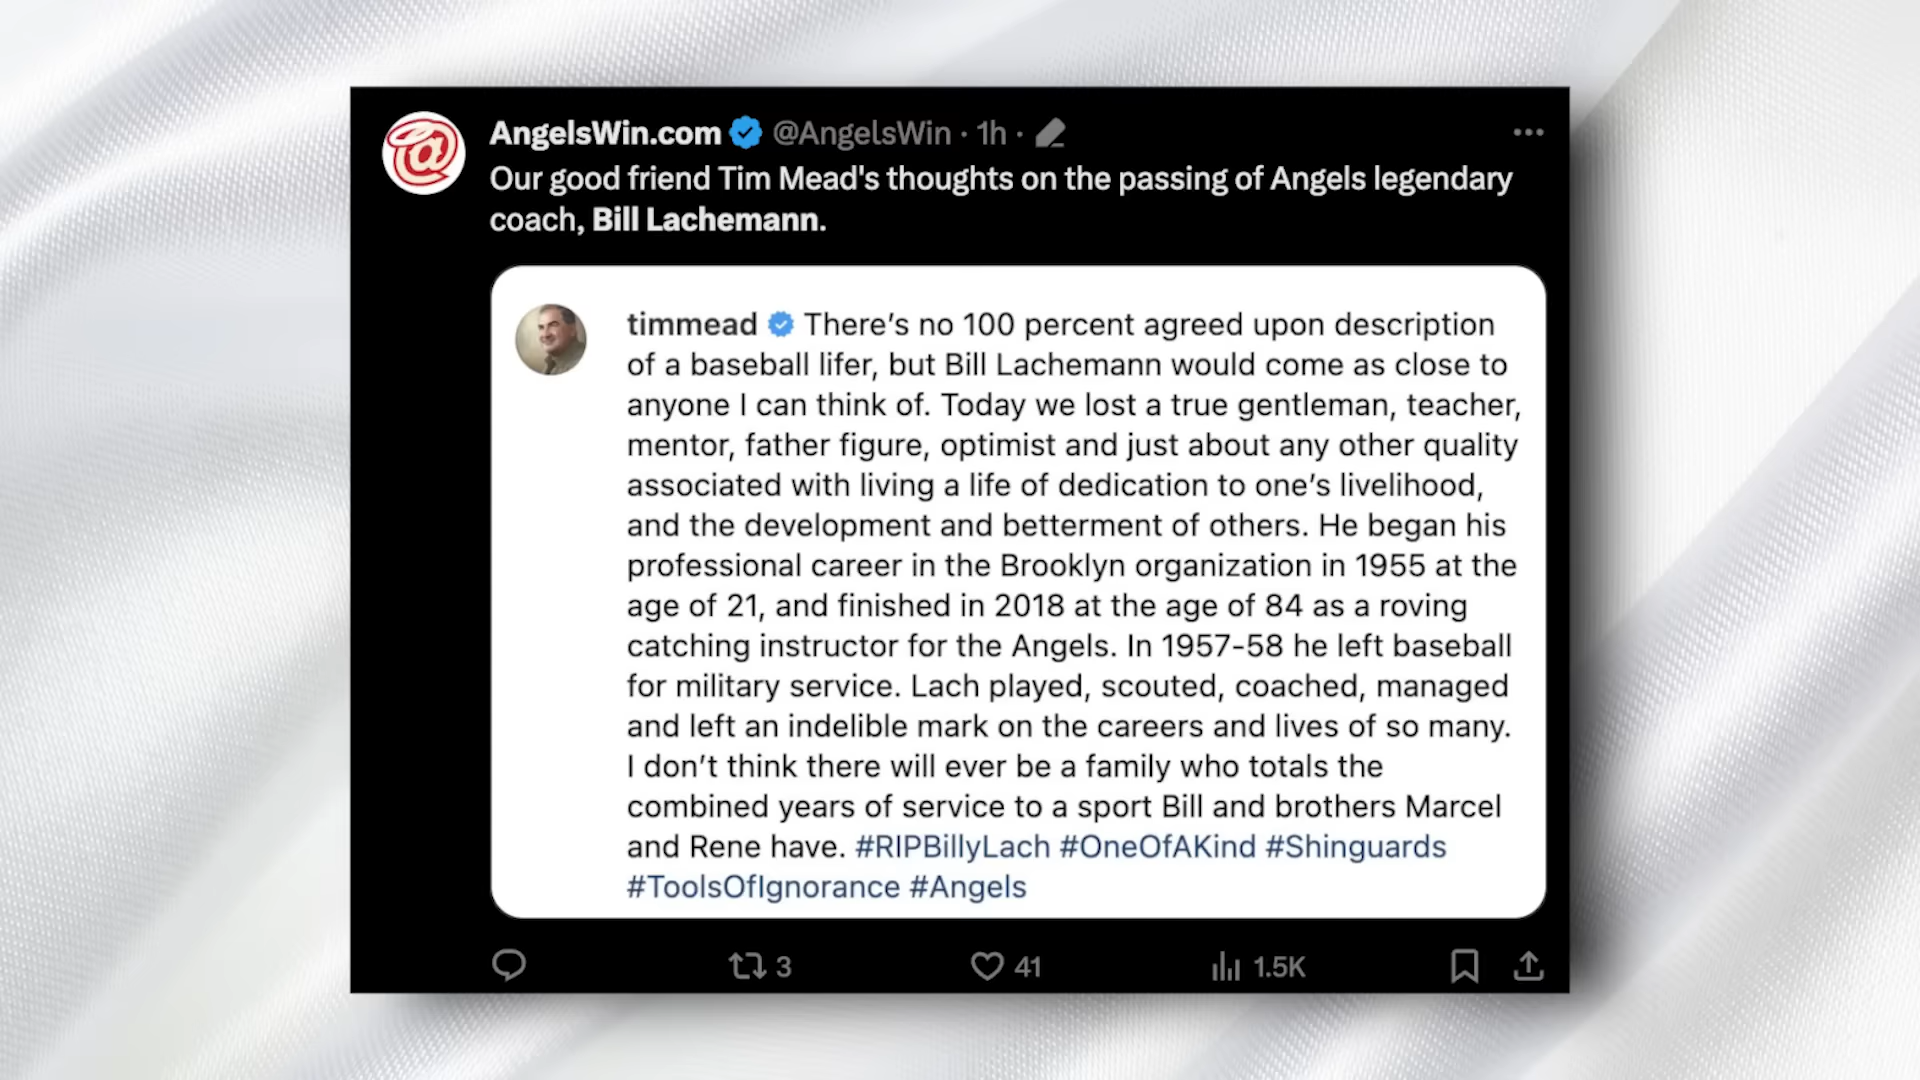 AngelsWin.com @AngelsWin · 1h ·
Our good friend Tim Mead's thoughts on the passing of Angels legendary
coach, Bill Lachemann.
timmead There’s no 100 percent agreed upon description
of a baseball lifer, but Bill Lachemann would come as close to
anyone I can think of. Today we lost a true gentleman, teacher,
mentor, father figure, optimist and just about any other quality
associated with living a life of dedication to one’s livelihood,
and the development and betterment of others. He began his
professional career in the Brooklyn organization in 1955 at the
age of 21, and finished in 2018 at the age of 84 as a roving
catching instructor for the Angels. In 1957-58 he left baseball
for military service. Lach played, scouted, coached, managed
and left an indelible mark on the careers and lives of so many.
I don’t think there will ever be a family who totals the
combined years of service to a sport Bill and brothers Marcel
and Rene have. #RIPBillyLach #OneOfAKind #Shinguards
#ToolsOfIgnorance #Angels
3 41 1.5K